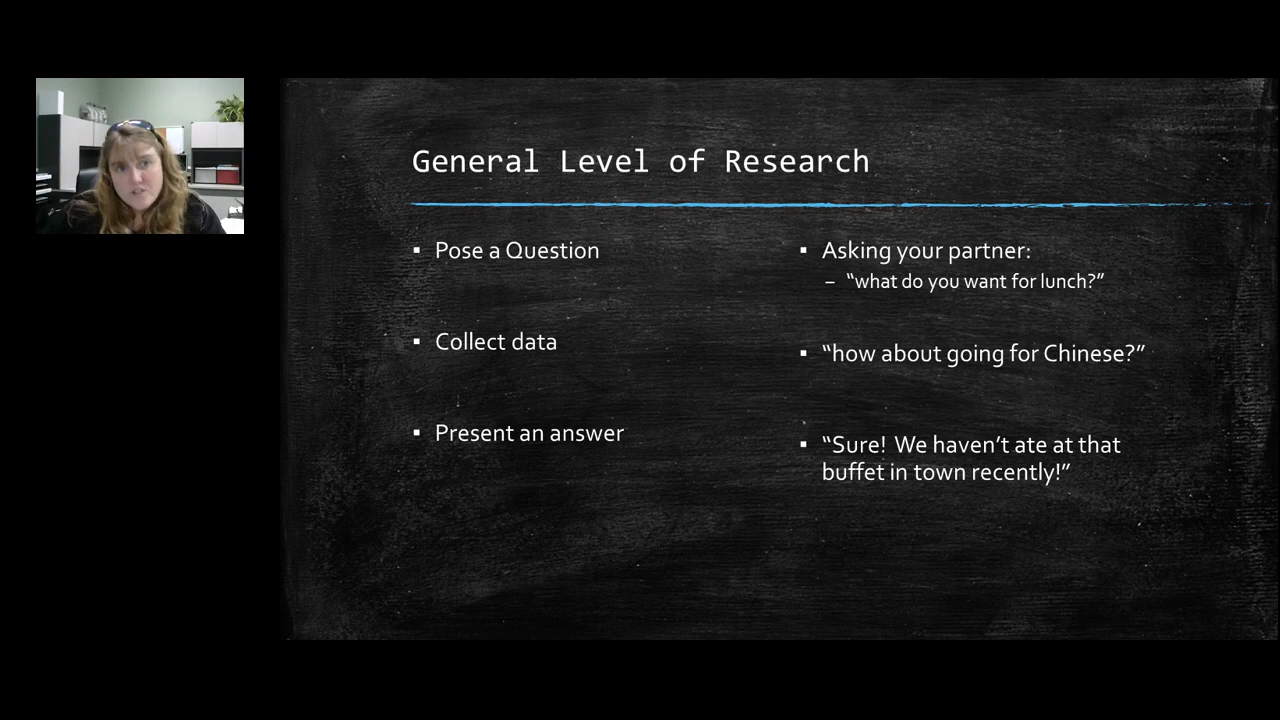 General Level of Research
▪ Pose a Question
▪ Collect data
▪ Present an answer
▪ Asking your partner:
– “what do you want for lunch?”
▪ “how about going for Chinese?”
▪ “Sure!  We haven’t ate at that
buffet in town recently!”